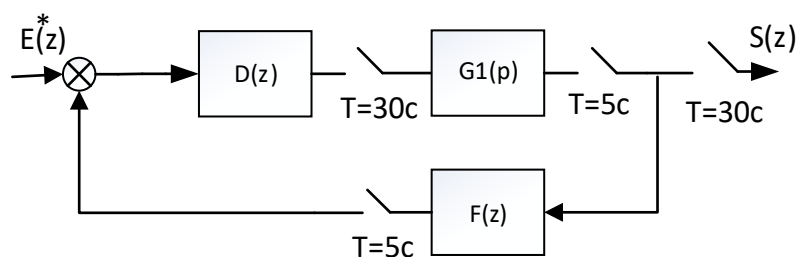 *
E(z)
D(z)
G1(p)
S(z)
T=30c
T=5c
T=30c
F(z)
T=5c